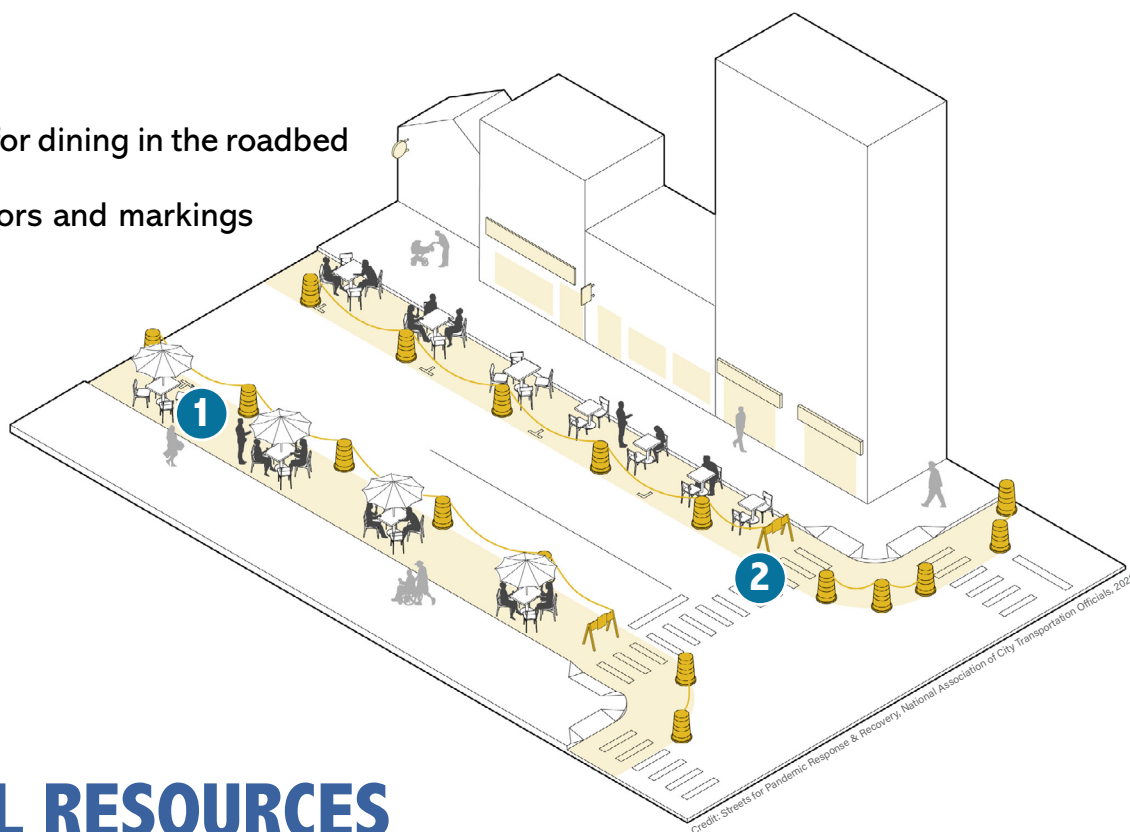 for dining in the roadbed
ors and markings
1
2
Credit: Streets for Pandemic Response & Recovery, National Association of City Transportation Officials, 202
L RESOURCES